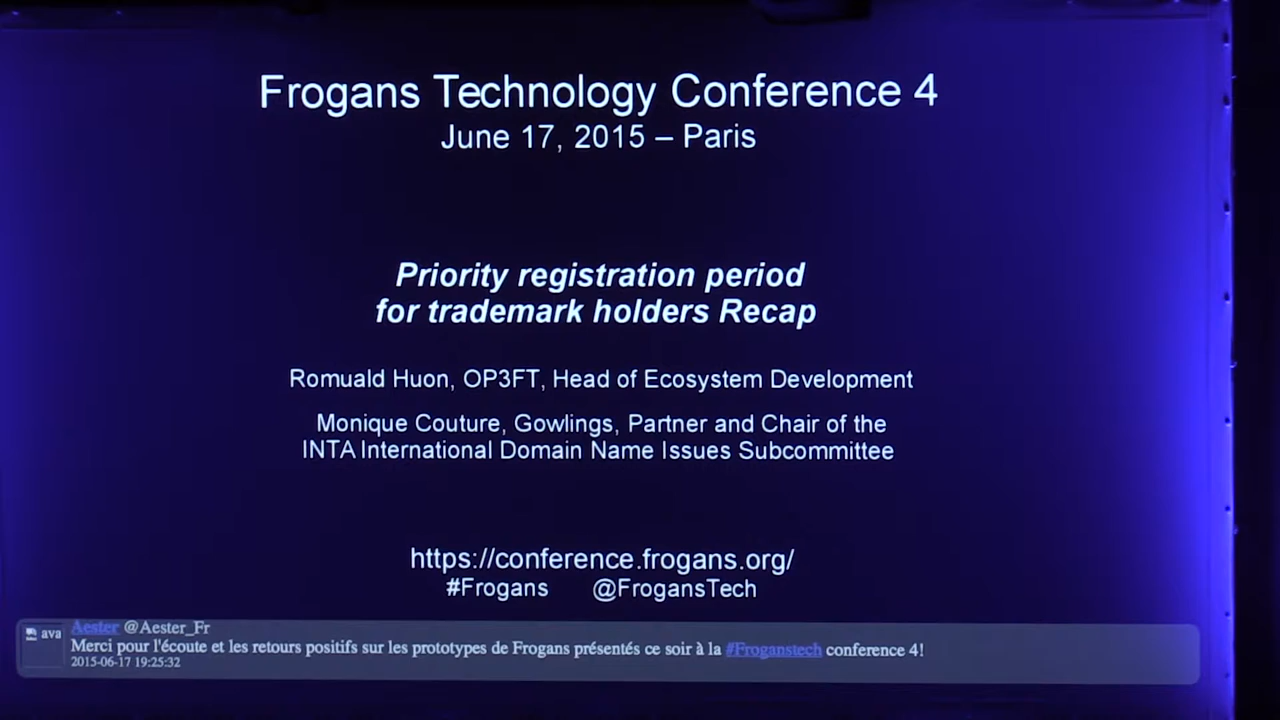 Frogans Technology Conference 4
June 17, 2015 – Paris
Priority registration period
for trademark holders Recap
Romuald Huon, OP3FT, Head of Ecosystem Development
Monique Couture, Gowlings, Partner and Chair of the
INTA International Domain Name Issues Subcommittee
https://conference.frogans.org/
#Frogans @FrogansTech
ava
Aester @Aester_Fr
Merci pour l'écoute et les retours positifs sur les prototypes de Frogans présentés ce soir à la #Froganstech conference 4!
2015-06-17 19:25:32